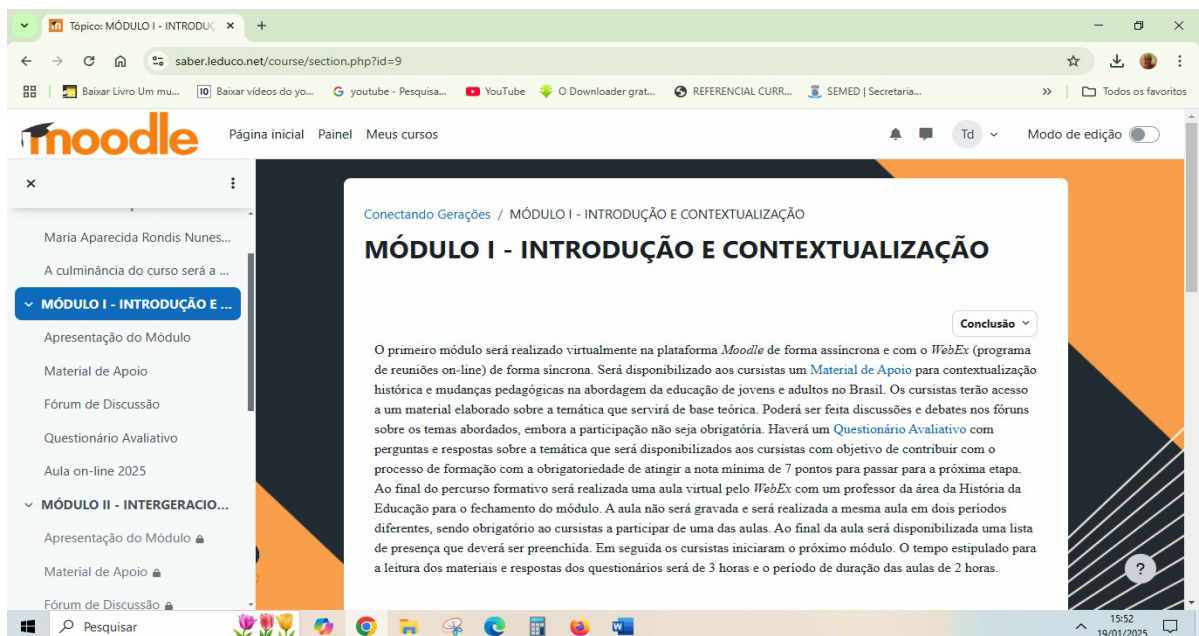 Tópico: MÓDULO I - INTRODUÇ
saber.leduco.net/course/section.php?id=9
Baixar Livro Um mu...
Baixar vídeos do yo...
youtube - Pesquisa...
YouTube
O Downloader grat...
REFERENCIAL CURR...
SEMED | Secretaria...
Todos os favoritos
moodle
Página inicial
Painel
Meus cursos
Td
Modo de edição
Maria Aparecida Rondis Nunes...
A culminância do curso será a ...
MÓDULO I - INTRODUÇÃO E ...
Apresentação do Módulo
Material de Apoio
Fórum de Discussão
Questionário Avaliativo
Aula on-line 2025
MÓDULO II - INTERGERACIO...
Apresentação do Módulo
Material de Apoio
Fórum de Discussão
Conectando Gerações / MÓDULO I - INTRODUÇÃO E CONTEXTUALIZAÇÃO
MÓDULO I - INTRODUÇÃO E CONTEXTUALIZAÇÃO
Conclusão
O primeiro módulo será realizado virtualmente na plataforma Moodle de forma assíncrona e com o WebEx (programa
de reuniões on-line) de forma síncrona. Será disponibilizado aos cursistas um Material de Apoio para contextualização
histórica e mudanças pedagógicas na abordagem da educação de jovens e adultos no Brasil. Os cursistas terão acesso
a um material elaborado sobre a temática que servirá de base teórica. Poderá ser feita discussões e debates nos fóruns
sobre os temas abordados, embora a participação não seja obrigatória. Haverá um Questionário Avaliativo com
perguntas e respostas sobre a temática que será disponibilizados aos cursistas com objetivo de contribuir com o
processo de formação com a obrigatoriedade de atingir a nota mínima de 7 pontos para passar para a próxima etapa.
Ao final do percurso formativo será realizada uma aula virtual pelo WebEx com um professor da área da História da
Educação para o fechamento do módulo. A aula não será gravada e será realizada a mesma aula em dois períodos
diferentes, sendo obrigatório ao cursistas a participar de uma das aulas. Ao final da aula será disponibilizada uma lista
de presença que deverá ser preenchida. Em seguida os cursistas iniciaram o próximo módulo. O tempo estipulado para
a leitura dos materiais e respostas dos questionários será de 3 horas e o período de duração das aulas de 2 horas.
?
Pesquisar
15:52
19/01/2025